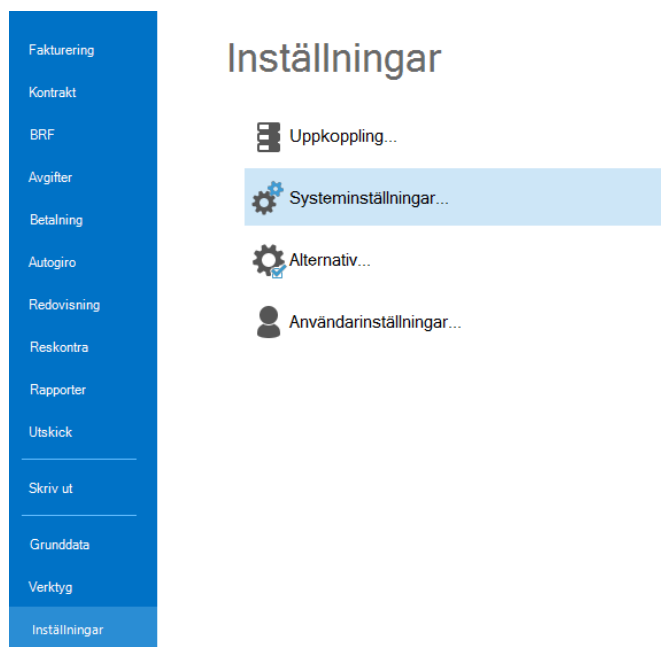 Fakturering
Kontrakt
BRF
Avgifter
Betalning
Autogiro
Redovisning
Reskontra
Rapporter
Utskick
Skriv ut
Grunddata
Verktyg
Inställningar
Inställningar
Uppkoppling...
Systeminställningar...
Alternativ...
Användarinställningar...